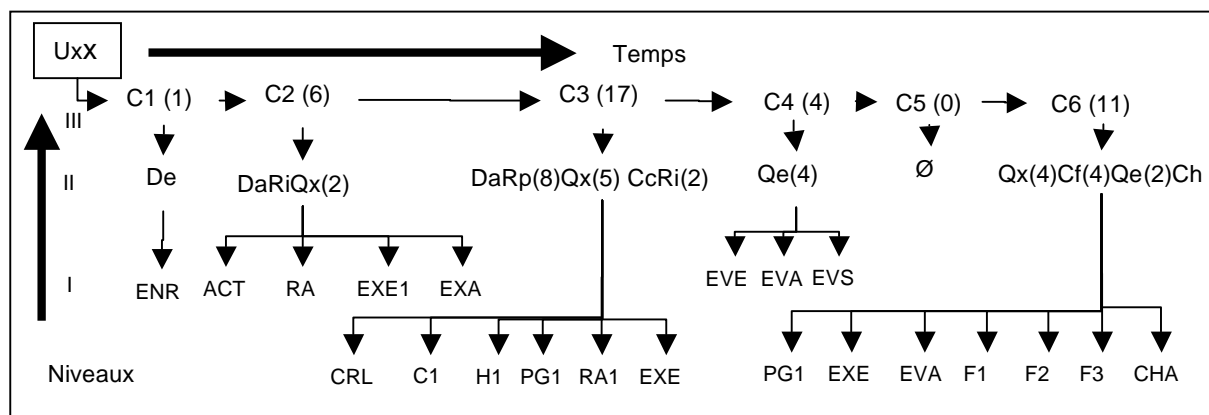 Uxx
Temps
C1 (1) C2 (6) C3 (17) C4 (4) C5 (0) C6 (11)
III
II
De DaRiQx(2) DaRp(8)Qx(5) CcRi(2) Qe(4) Ø Qx(4)Cf(4)Qe(2)Ch
I
ENR ACT RA EXE1 EXA EVE EVA EVS
Niveaux
CRL C1 H1 PG1 RA1 EXE PG1 EXE EVA F1 F2 F3 CHA